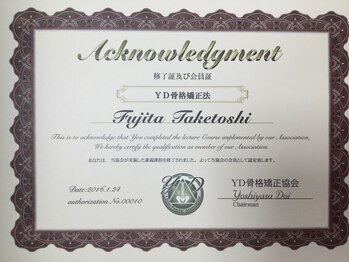 Acknowledgment
修了証及び会員証
YD骨格矯正法
Fujita Taketoshi
This is to acknowledge that You completed the lecture Course implemented by our Association,
We hereby certify the qualification as member of our Association.
あなたは、当協会が実施した講義課程を修了されました。よって当協会の会員として認定致します。
Date:2016.1.24
authorization No.00010
YD骨格矯正協会
Yoshiyasu Doi
Chairman